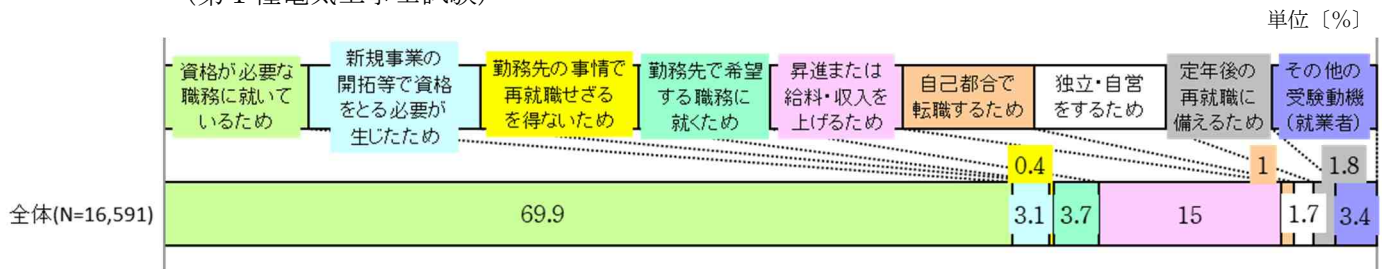 （第1種電気工事士試験）
単位〔%〕
資格が必要な
職務に就いて
いるため
新規事業の
開拓等で資格
をとる必要が
生じたため
勤務先の事情で
再就職せざる
を得ないため
勤務先で希望
する職務に
就くため
昇進または
給料・収入を
上げるため
自己都合で
転職するため
独立・自営
をするため
定年後の
再就職に
備えるため
その他の
受験動機
（就業者）
0.4
1
1.8
全体(N=16,591)
69.9
3.1
3.7
15
1.7
3.4